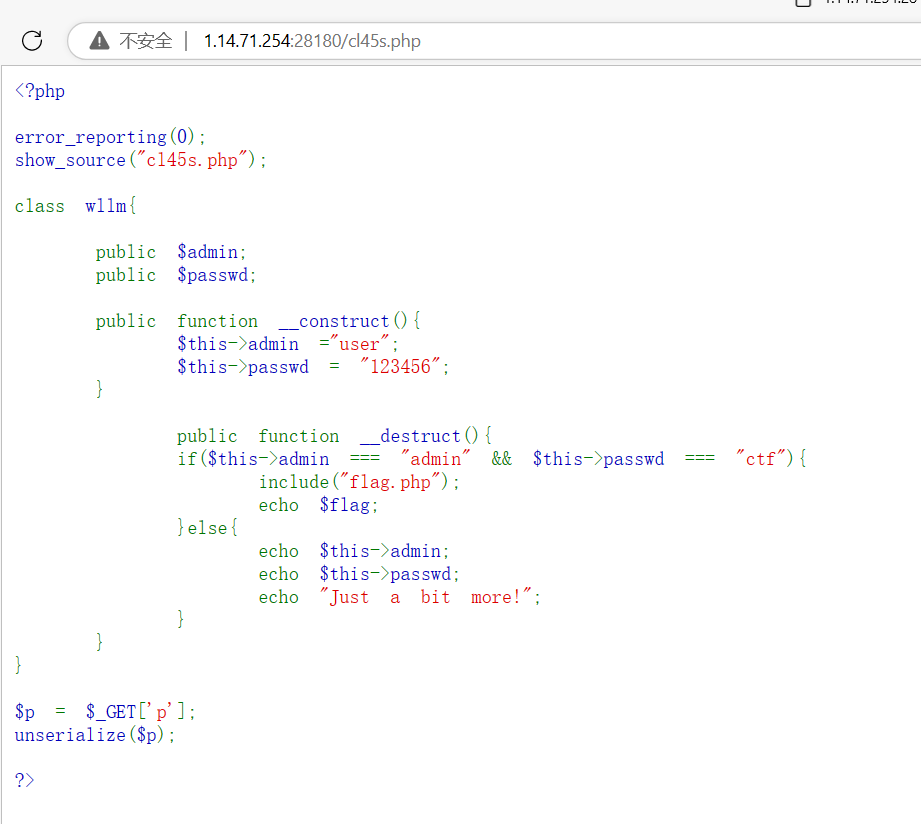 不安全 | 1.14.71.254:28180/cl45s.php
<?php
error_reporting(0);
show_source("cl45s.php");
class wllm{
public $admin;
public $passwd;
public function __construct(){
$this->admin ="user";
$this->passwd = "123456";
}
public function __destruct(){
if($this->admin === "admin" && $this->passwd === "ctf"){
include("flag.php");
echo $flag;
}else{
echo $this->admin;
echo $this->passwd;
echo "Just a bit more!";
}
}
}
$p = $_GET['p'];
unserialize($p);
?>